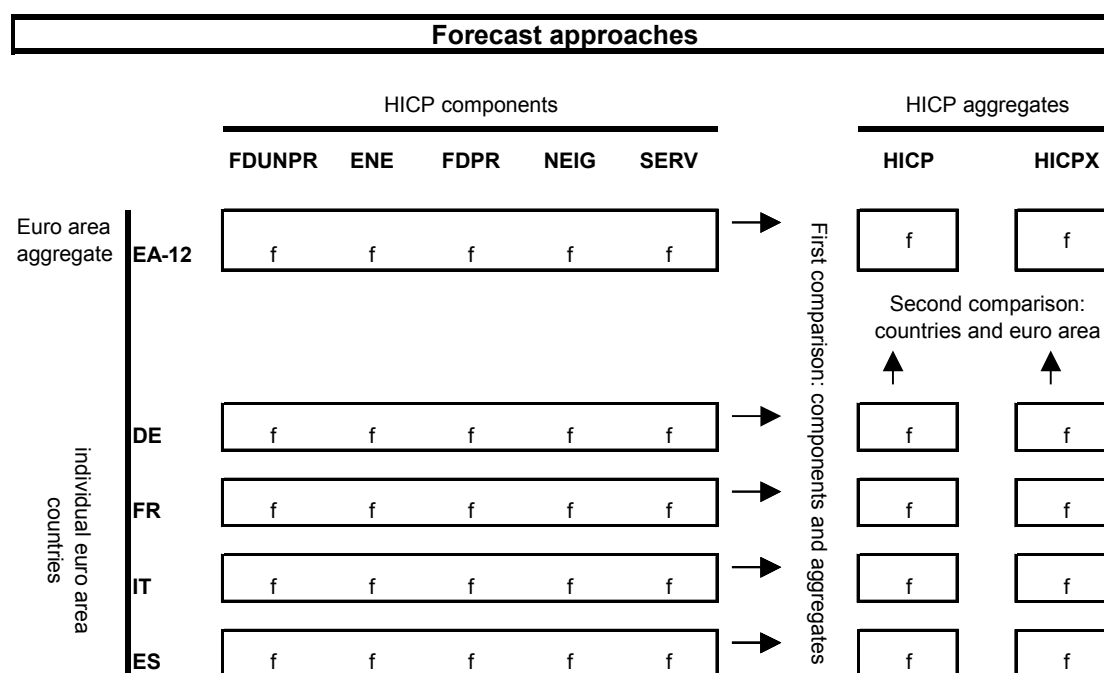 Forecast approaches
HICP components
HICP aggregates
FDUNPR ENE FDPR NEIG SERV
HICP HICPX
Euro area
aggregate
EA-12
f f f f f
f f
First comparison: components and aggregates
Second comparison:
countries and euro area
individual euro area
countries
DE
f f f f f
f f
FR
f f f f f
f f
IT
f f f f f
f f
ES
f f f f f
f f